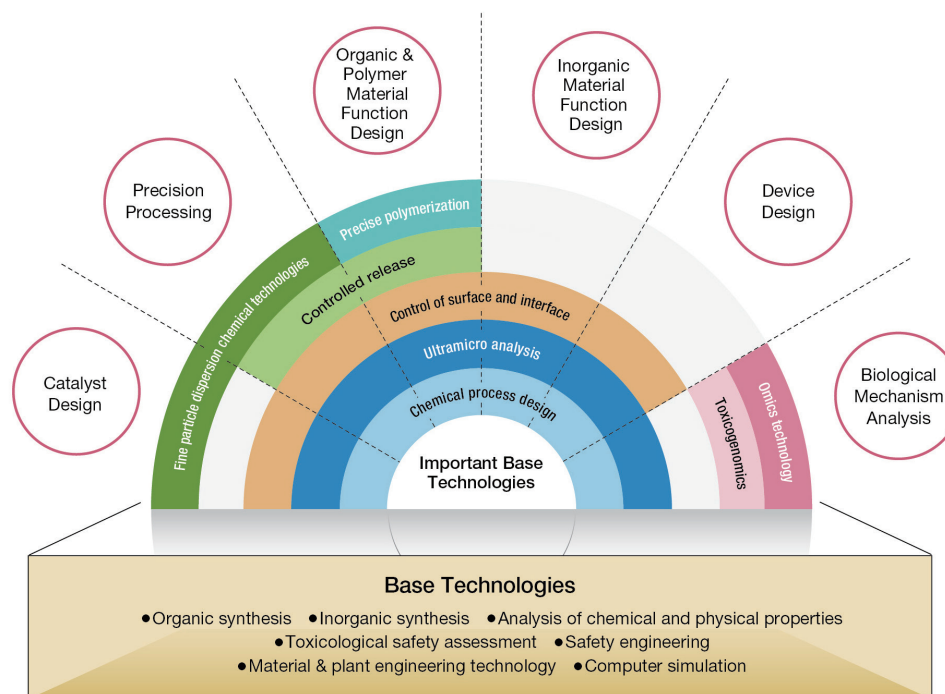 Organic &
Polymer
Material
Function
Design
Inorganic
Material
Function
Design
Precision
Processing
Device
Design
Catalyst
Design
Biological
Mechanism
Analysis
Fine particle dispersion chemical technologies
Precise polymerization
Controlled release
Control of surface and interface
Ultramicro analysis
Chemical process design
Toxicogenomics
Omics technology
Important Base
Technologies
Base Technologies
●Organic synthesis ●Inorganic synthesis ●Analysis of chemical and physical properties
●Toxicological safety assessment ●Safety engineering
●Material & plant engineering technology ●Computer simulation